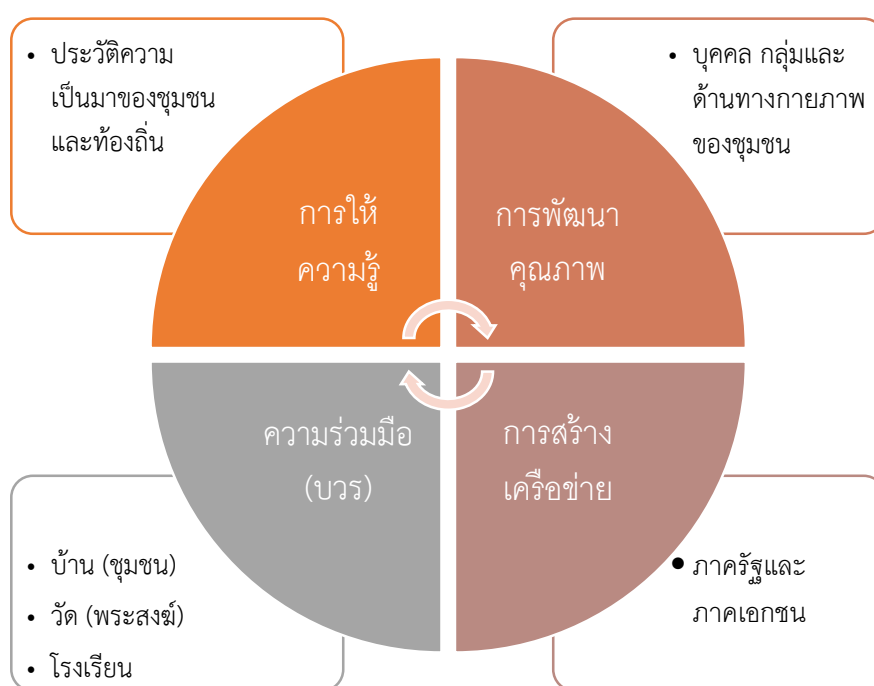 • ประวัติความ
เป็นมาของชุมชน
และท้องถิ่น
• บุคคล กลุ่มและ
ด้านทางกายภาพ
ของชุมชน
การให้
ความรู้
การพัฒนา
คุณภาพ
ความร่วมมือ
(บวร)
การสร้าง
เครือข่าย
• บ้าน (ชุมชน)
• วัด (พระสงฆ์)
• โรงเรียน
• ภาครัฐและ
ภาคเอกชน